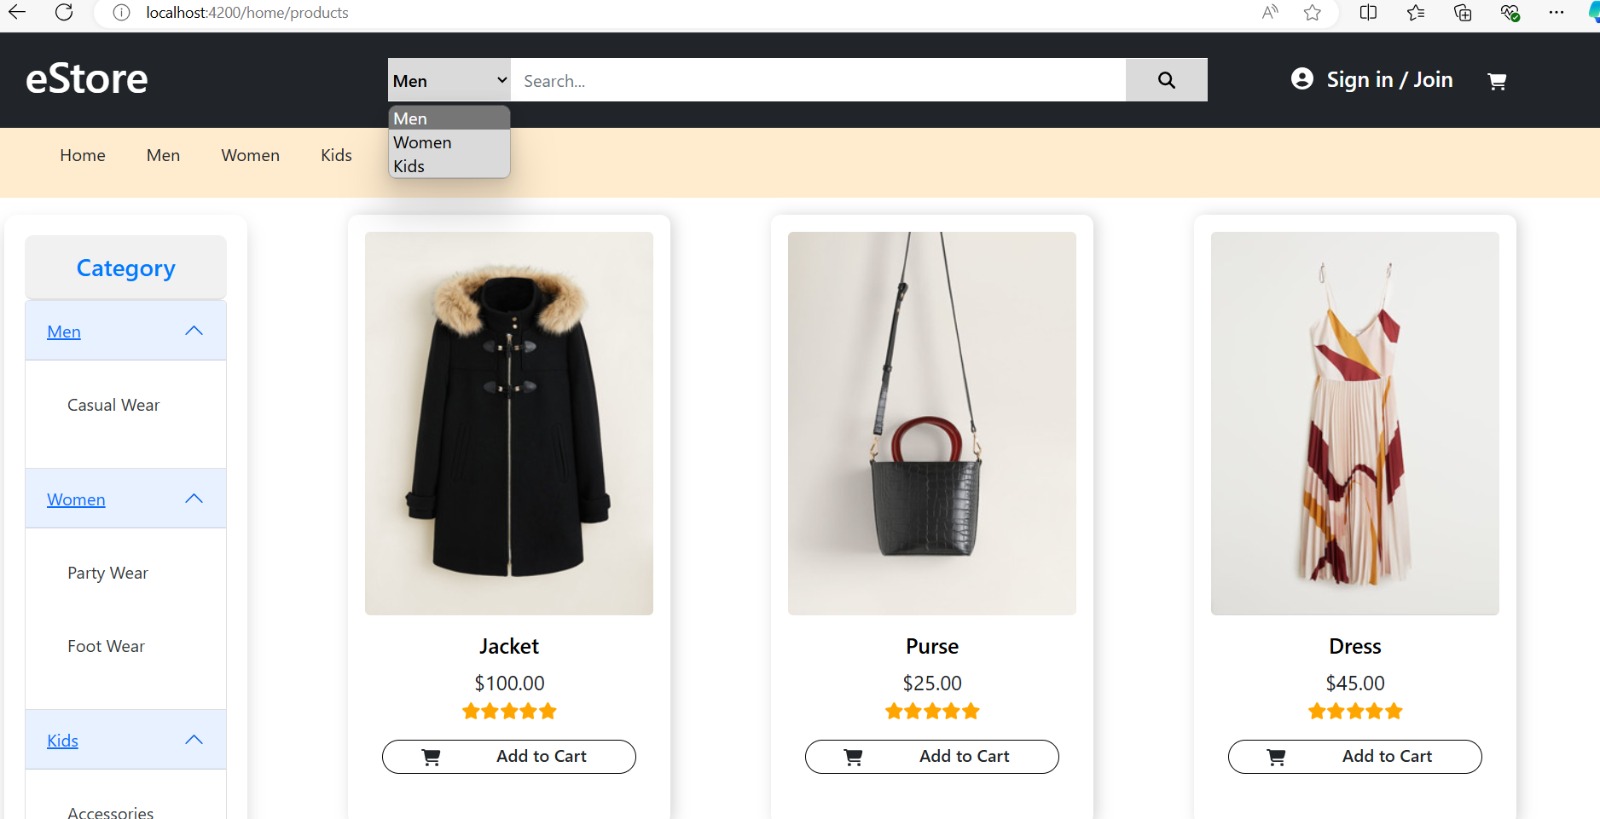 localhost:4200/home/products
eStore
Men
Search...
Sign in / Join
Men
Women
Kids
Home
Men
Women
Kids
Category
Men
Casual Wear
Women
Party Wear
Foot Wear
Kids
Accessories
Jacket
$100.00
Add to Cart
Purse
$25.00
Add to Cart
Dress
$45.00
Add to Cart